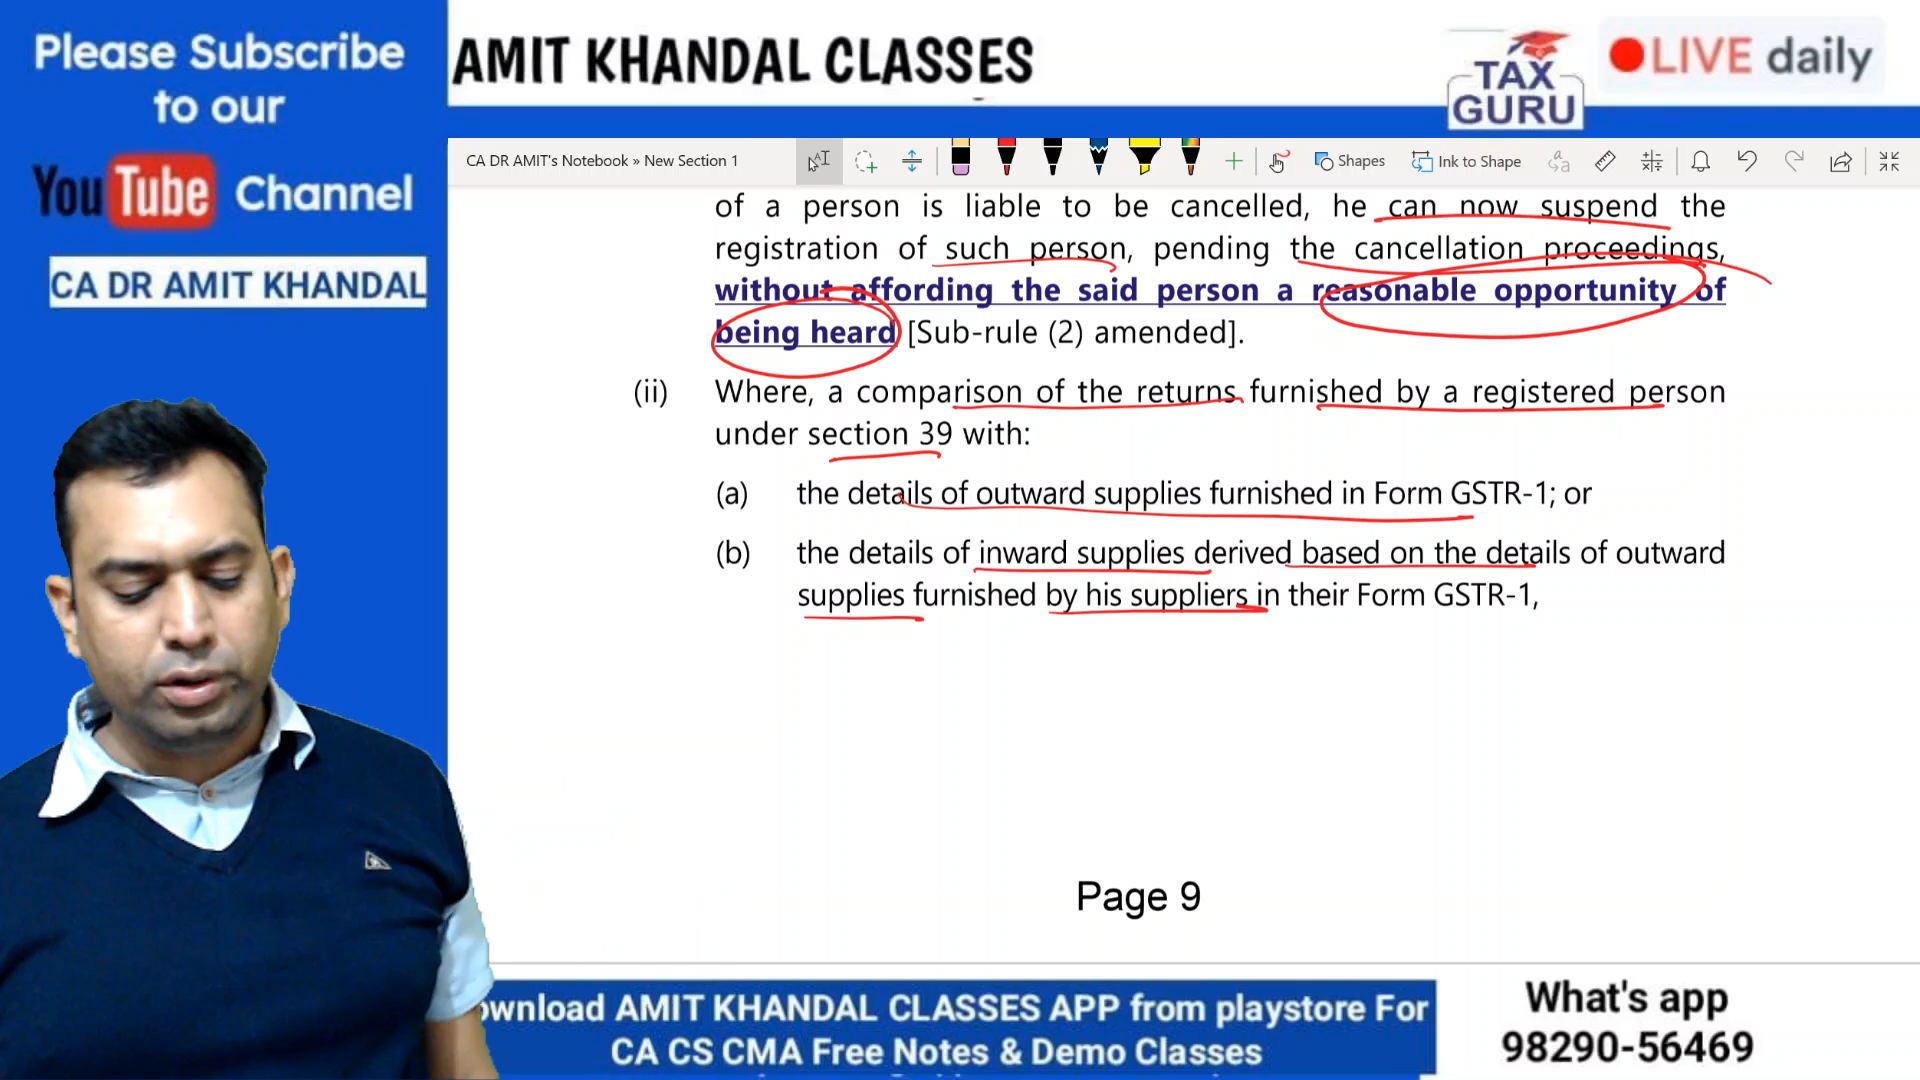 Please Subscribe
to our
YouTube Channel
CA DR AMIT KHANDAL
AMIT KHANDAL CLASSES
TAX
GURU
LIVE daily
CA DR AMIT's Notebook » New Section 1
Shapes
Ink to Shape
of a person is liable to be cancelled, he can now suspend the
registration of such person, pending the cancellation proceedings,
without affording the said person a reasonable opportunity of
being heard [Sub-rule (2) amended].
(ii) Where, a comparison of the returns furnished by a registered person
under section 39 with:
(a) the details of outward supplies furnished in Form GSTR-1; or
(b) the details of inward supplies derived based on the details of outward
supplies furnished by his suppliers in their Form GSTR-1,
Page 9
ownload AMIT KHANDAL CLASSES APP from playstore For
CA CS CMA Free Notes & Demo Classes
What's app
98290-56469